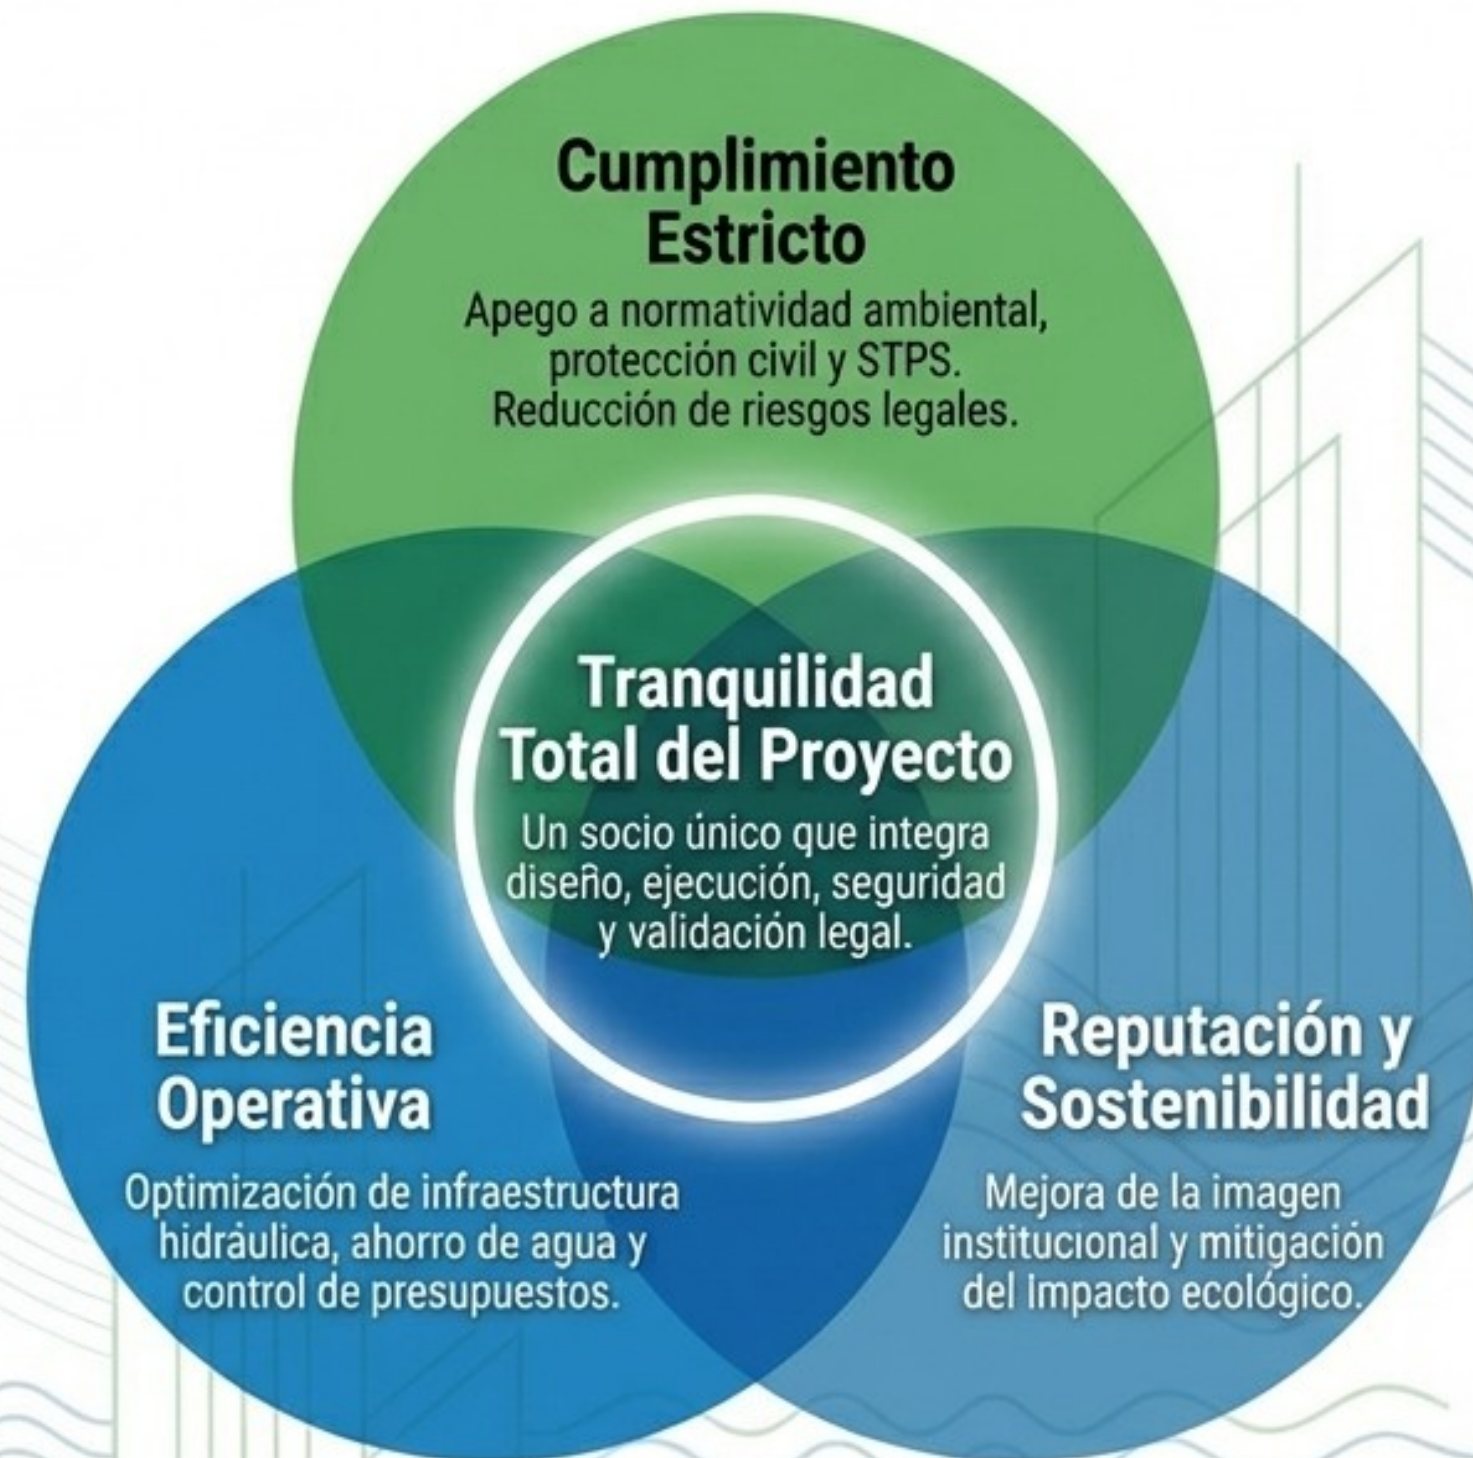 Cumplimiento
Estricto
Apego a normatividad ambiental,
protección civil y STPS.
Reducción de riesgos legales.
Tranquilidad
Total del Proyecto
Un socio único que integra
diseño, ejecución, seguridad
y validación legal.
Eficiencia
Operativa
Optimización de infraestructura
hidráulica, ahorro de agua y
control de presupuestos.
Reputación y
Sostenibilidad
Mejora de la imagen
institucional y mitigación
del impacto ecológico.